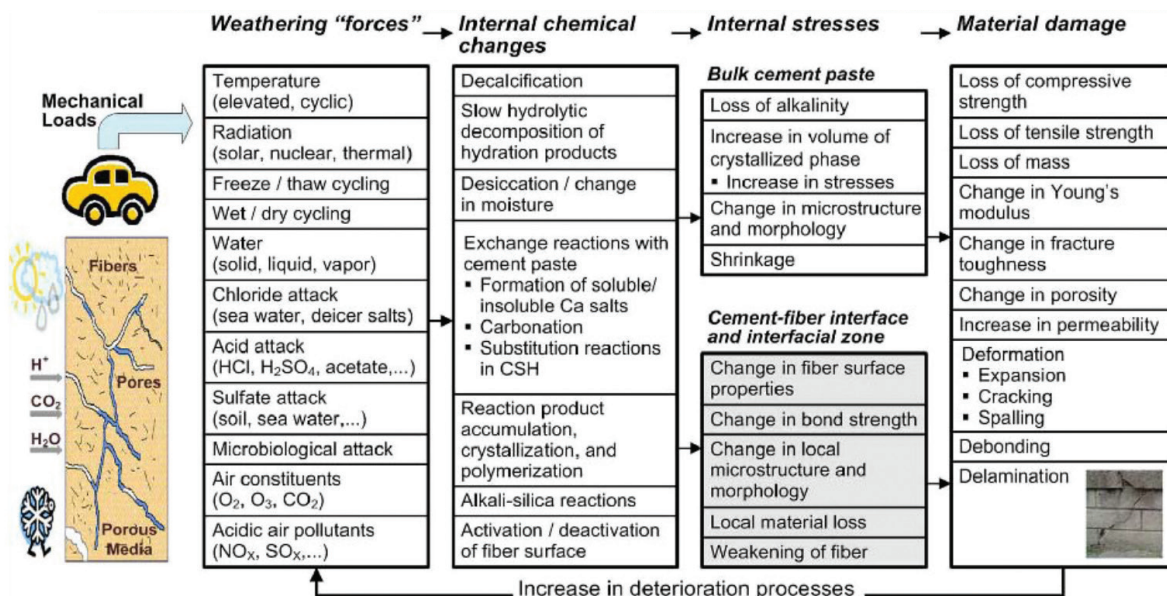 Weathering “forces”
Internal chemical
changes
Internal stresses
Material damage
Mechanical
Loads
Fibers
Pores
Porous
Media
H+
CO2
H2O
Temperature
(elevated, cyclic)
Radiation
(solar, nuclear, thermal)
Freeze / thaw cycling
Wet / dry cycling
Water
(solid, liquid, vapor)
Chloride attack
(sea water, deicer salts)
Acid attack
(HCl, H2SO4, acetate,...)
Sulfate attack
(soil, sea water,...)
Microbiological attack
Air constituents
(O2, O3, CO2)
Acidic air pollutants
(NOX, SOX,...)
Decalcification
Slow hydrolytic
decomposition of
hydration products
Desiccation / change
in moisture
Exchange reactions with
cement paste
▪ Formation of soluble/
insoluble Ca salts
▪ Carbonation
▪ Substitution reactions
in CSH
Reaction product
accumulation,
crystallization, and
polymerization
Alkali-silica reactions
Activation / deactivation
of fiber surface
Bulk cement paste
Loss of alkalinity
Increase in volume of
crystallized phase
▪ Increase in stresses
Change in microstructure
and morphology
Shrinkage
Cement-fiber interface
and interfacial zone
Change in fiber surface
properties
Change in bond strength
Change in local
microstructure and
morphology
Local material loss
Weakening of fiber
Loss of compressive
strength
Loss of tensile strength
Loss of mass
Change in Young’s
modulus
Change in fracture
toughness
Change in porosity
Increase in permeability
Deformation
▪ Expansion
▪ Cracking
▪ Spalling
Debonding
Delamination
Increase in deterioration processes